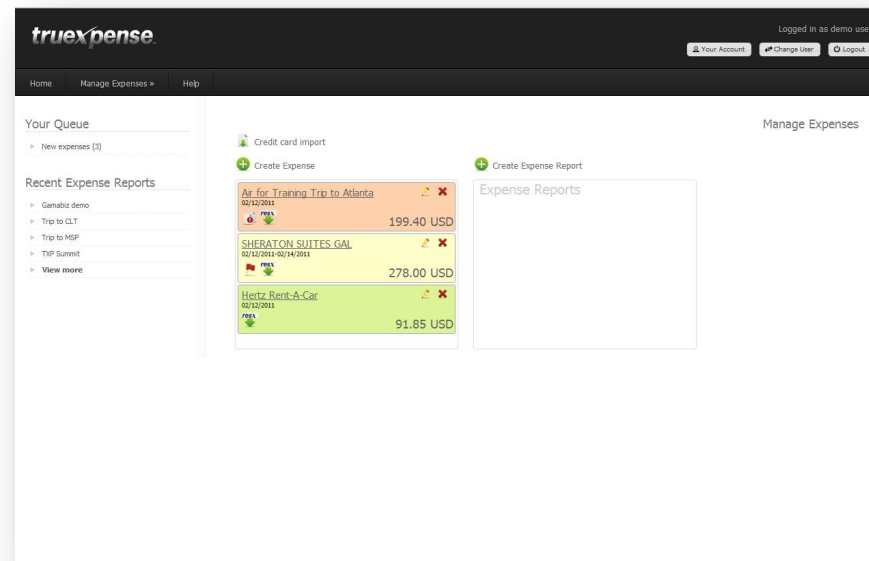 truexpense.
Logged in as demo use
Your Account
Change User
Logout
Home
Manage Expenses »
Help
Your Queue
New expenses (3)
Recent Expense Reports
Gamabiz demo
Trip to CLT
Trip to MSP
TXP Summit
View more
Manage Expenses
Credit card import
Create Expense
Air for Training Trip to Atlanta
02/12/2011
resx
199.40 USD
SHERATON SUITES GAL
02/12/2011-02/14/2011
resx
278.00 USD
Hertz Rent-A-Car
02/12/2011
resx
91.85 USD
Create Expense Report
Expense Reports